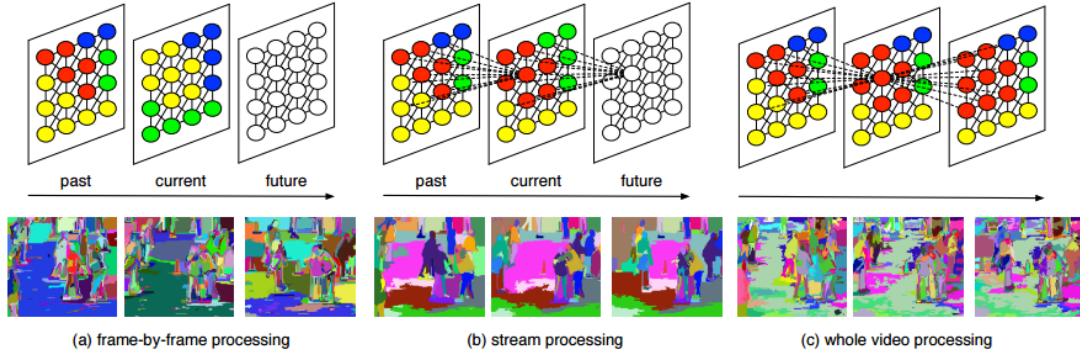 past current future past current future
(a) frame-by-frame processing (b) stream processing (c) whole video processing